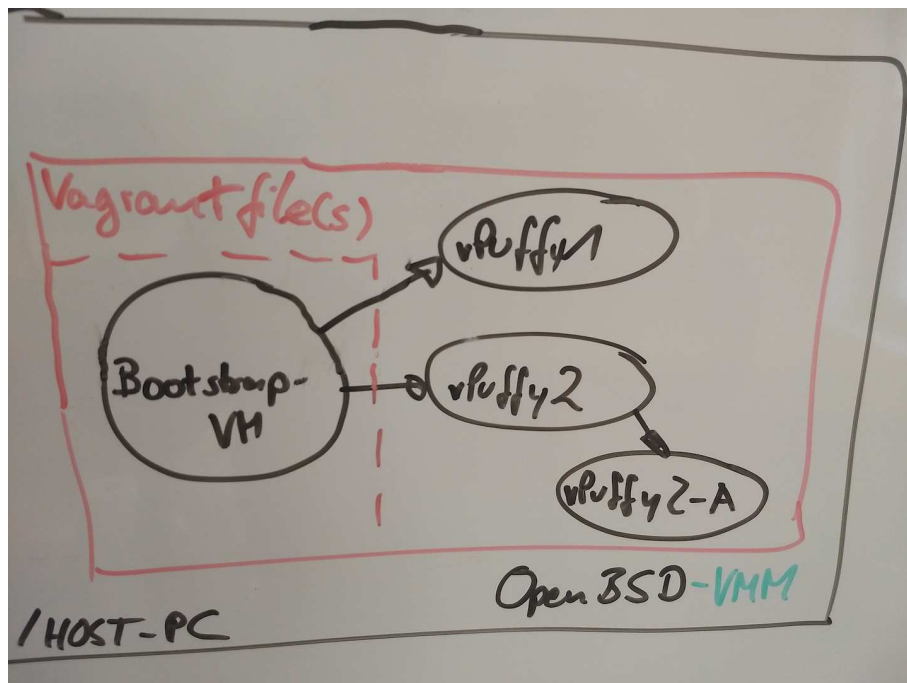 Vagrantfile(s)
vPuffy1
Bootstrap-
VM
vPuffy2
vPuffy2-A
OpenBSD-VMM
/HOST-PC